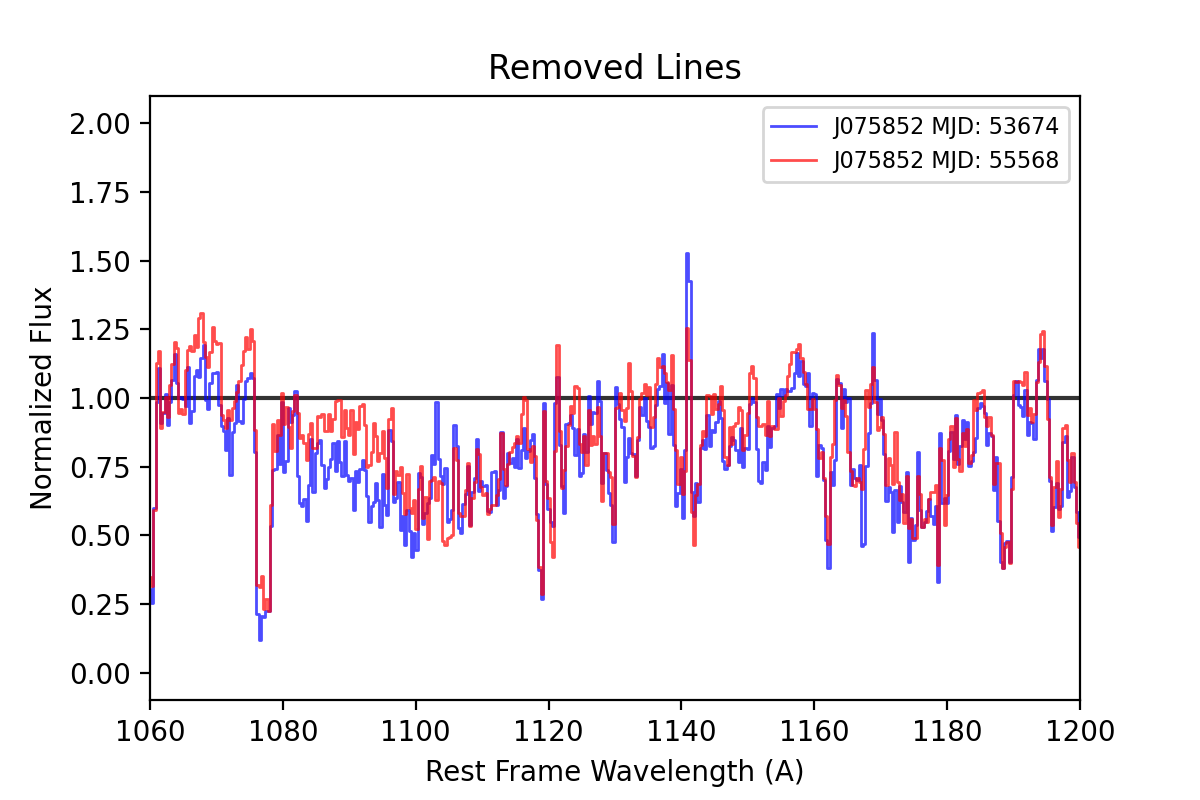 Removed Lines
J075852 MJD: 53674
J075852 MJD: 55568
Normalized Flux
2.00
1.75
1.50
1.25
1.00
0.75
0.50
0.25
0.00
1060 1080 1100 1120 1140 1160 1180 1200
Rest Frame Wavelength (A)